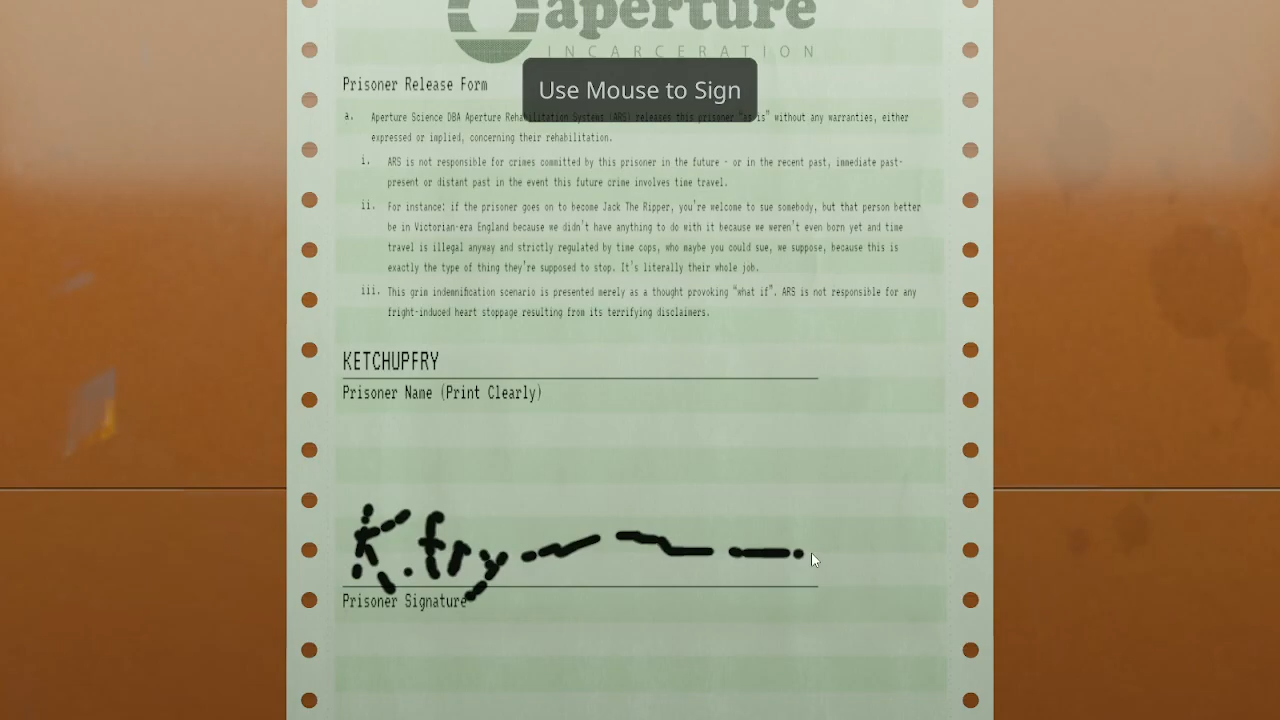 aperture
INCARCERATION
Use Mouse to Sign
Prisoner Release Form
a. Aperture Science DBA Aperture Rehabilitation Systems (ARS) releases this prisoner "as is" without any warranties, either
expressed or implied, concerning their rehabilitation.
i. ARS is not responsible for crimes committed by this prisoner in the future - or in the recent past, immediate past-
present or distant past in the event this future crime involves time travel.
ii. For instance: if the prisoner goes on to become Jack The Ripper, you're welcome to sue somebody, but that person better
be in Victorian-era England because we didn't have anything to do with it because we weren't even born yet and time
travel is illegal anyway and strictly regulated by time cops, who maybe you could sue, we suppose, because this is
exactly the type of thing they're supposed to stop. It's literally their whole job.
iii. This grim indemnification scenario is presented merely as a thought provoking "what if". ARS is not responsible for any
fright-induced heart stoppage resulting from its terrifying disclaimers.
KETCHUPFRY
Prisoner Name (Print Clearly)
K.fry
Prisoner Signature